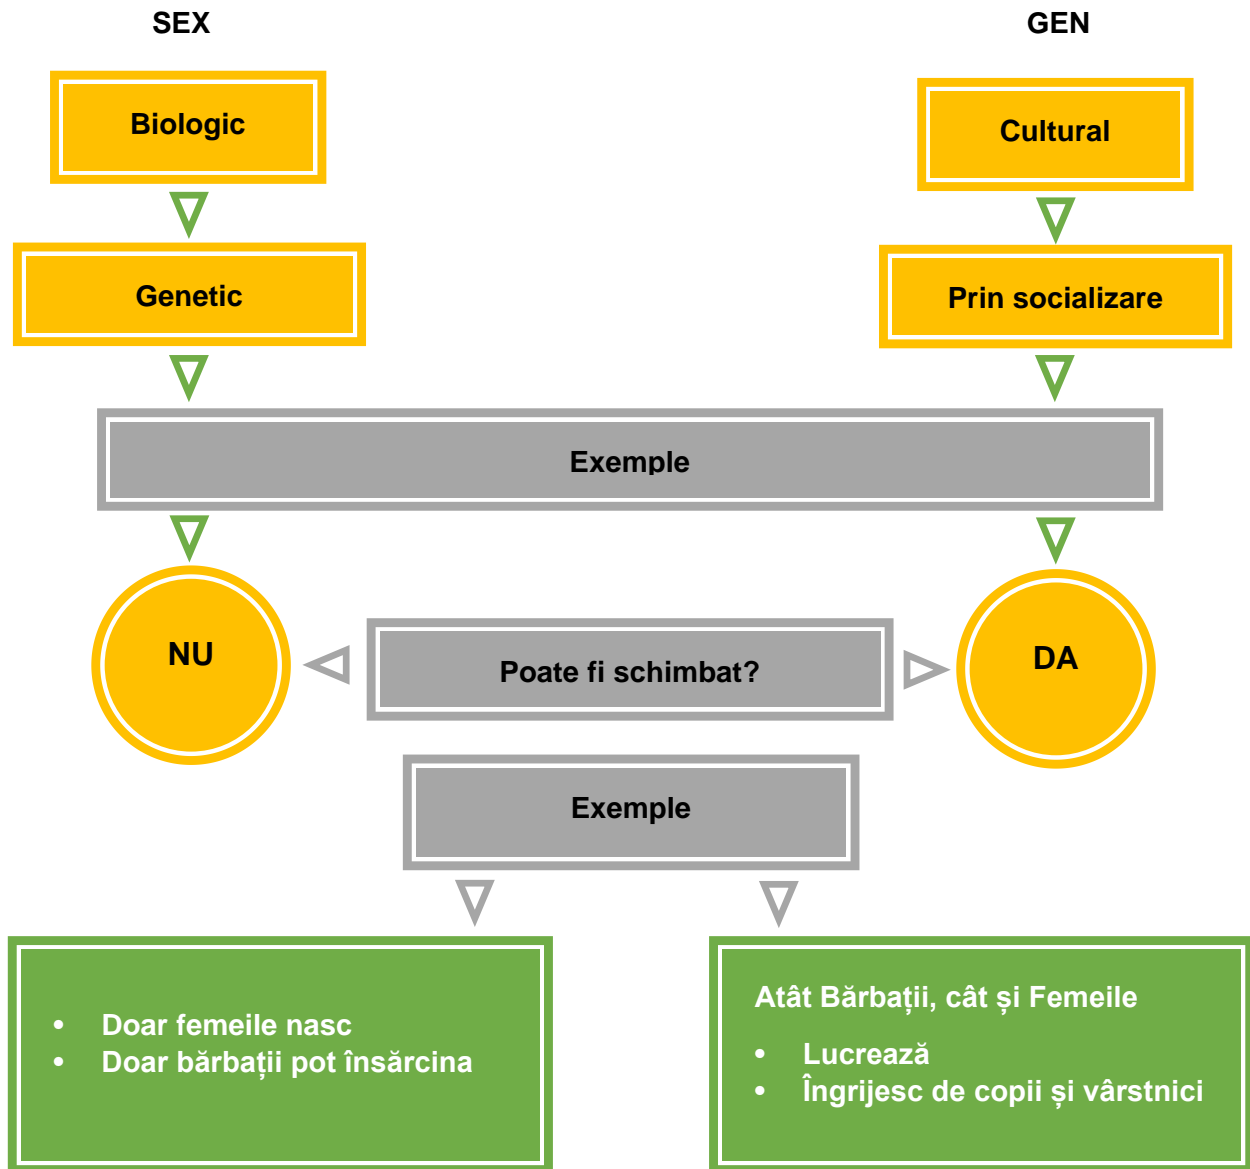 SEX
GEN
Biologic
Cultural
Genetic
Prin socializare
Exemple
NU
Poate fi schimbat?
DA
Exemple
• Doar femeile nasc
• Doar bărbații pot însărcina
Atât Bărbații, cât și Femeile
• Lucrează
• Îngrijesc de copii și vârstnici